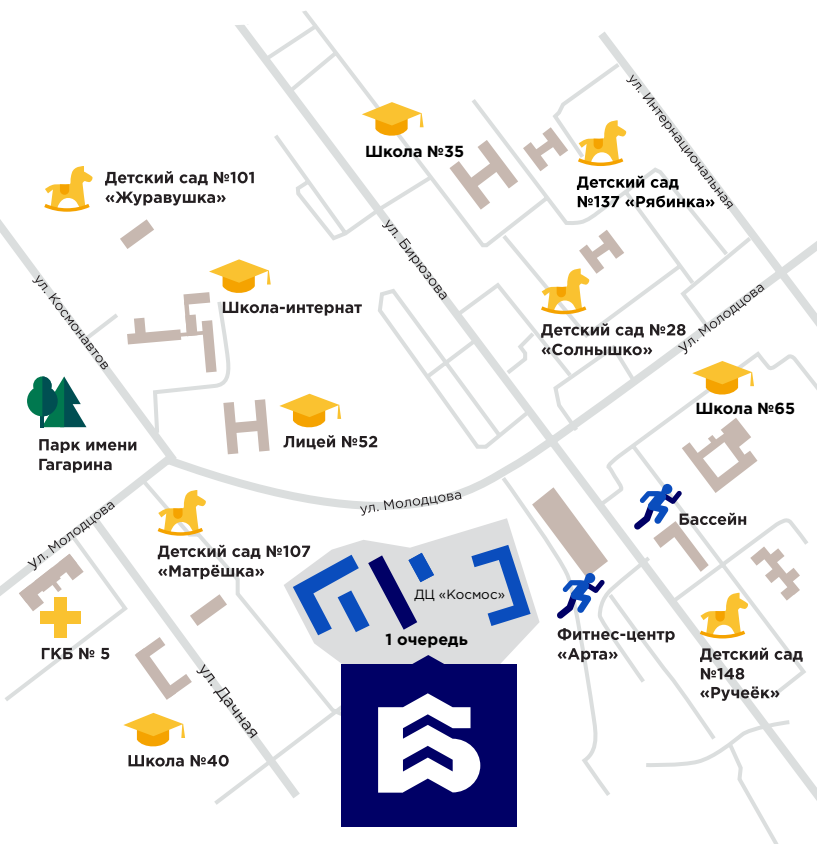 ул. Интернациональная
Школа №35
Детский сад №101
«Журавушка»
Детский сад
№137 «Рябинка»
ул. Бирюзова
ул. Космонавтов
Школа-интернат
ул. Молодцова
Детский сад №28
«Солнышко»
Школа №65
Парк имени
Гагарина
Лицей №52
ул. Молодцова
ул. Молодцова
Бассейн
Детский сад №107
«Матрёшка»
ДЦ «Космос»
1 очередь
Фитнес-центр
«Арта»
ГКБ № 5
Детский сад
№148
«Ручеёк»
ул. Дачная
Школа №40